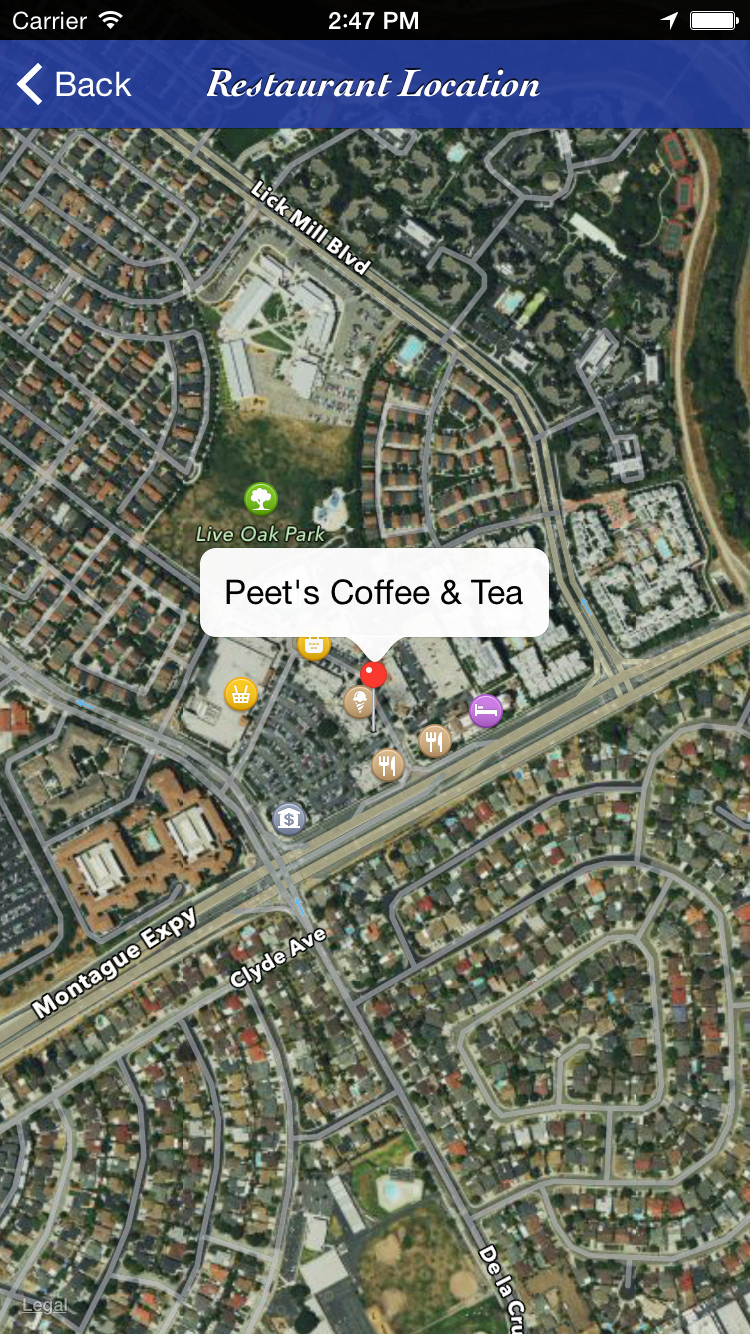 Carrier 2:47 PM
Back Restaurant Location
Lick Mill Blvd
Live Oak Park
Peet's Coffee & Tea
$
Montague Expy
Clyde Ave
De la Cru
Legal